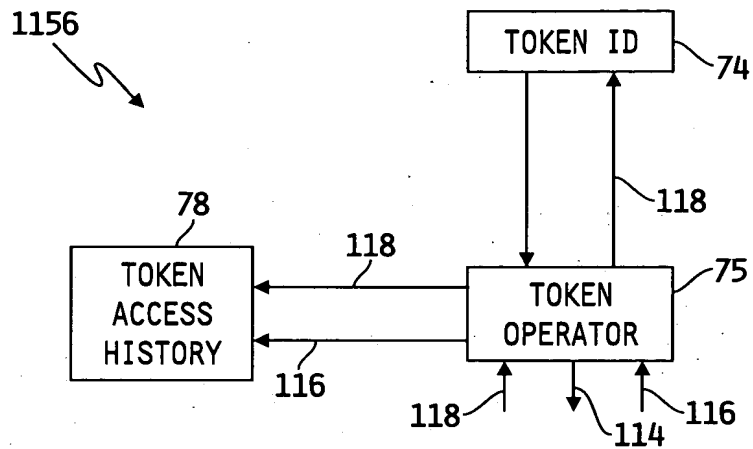 1156
TOKEN ID
74
118
78
118
75
TOKEN
ACCESS
HISTORY
TOKEN
OPERATOR
116
118
114
116